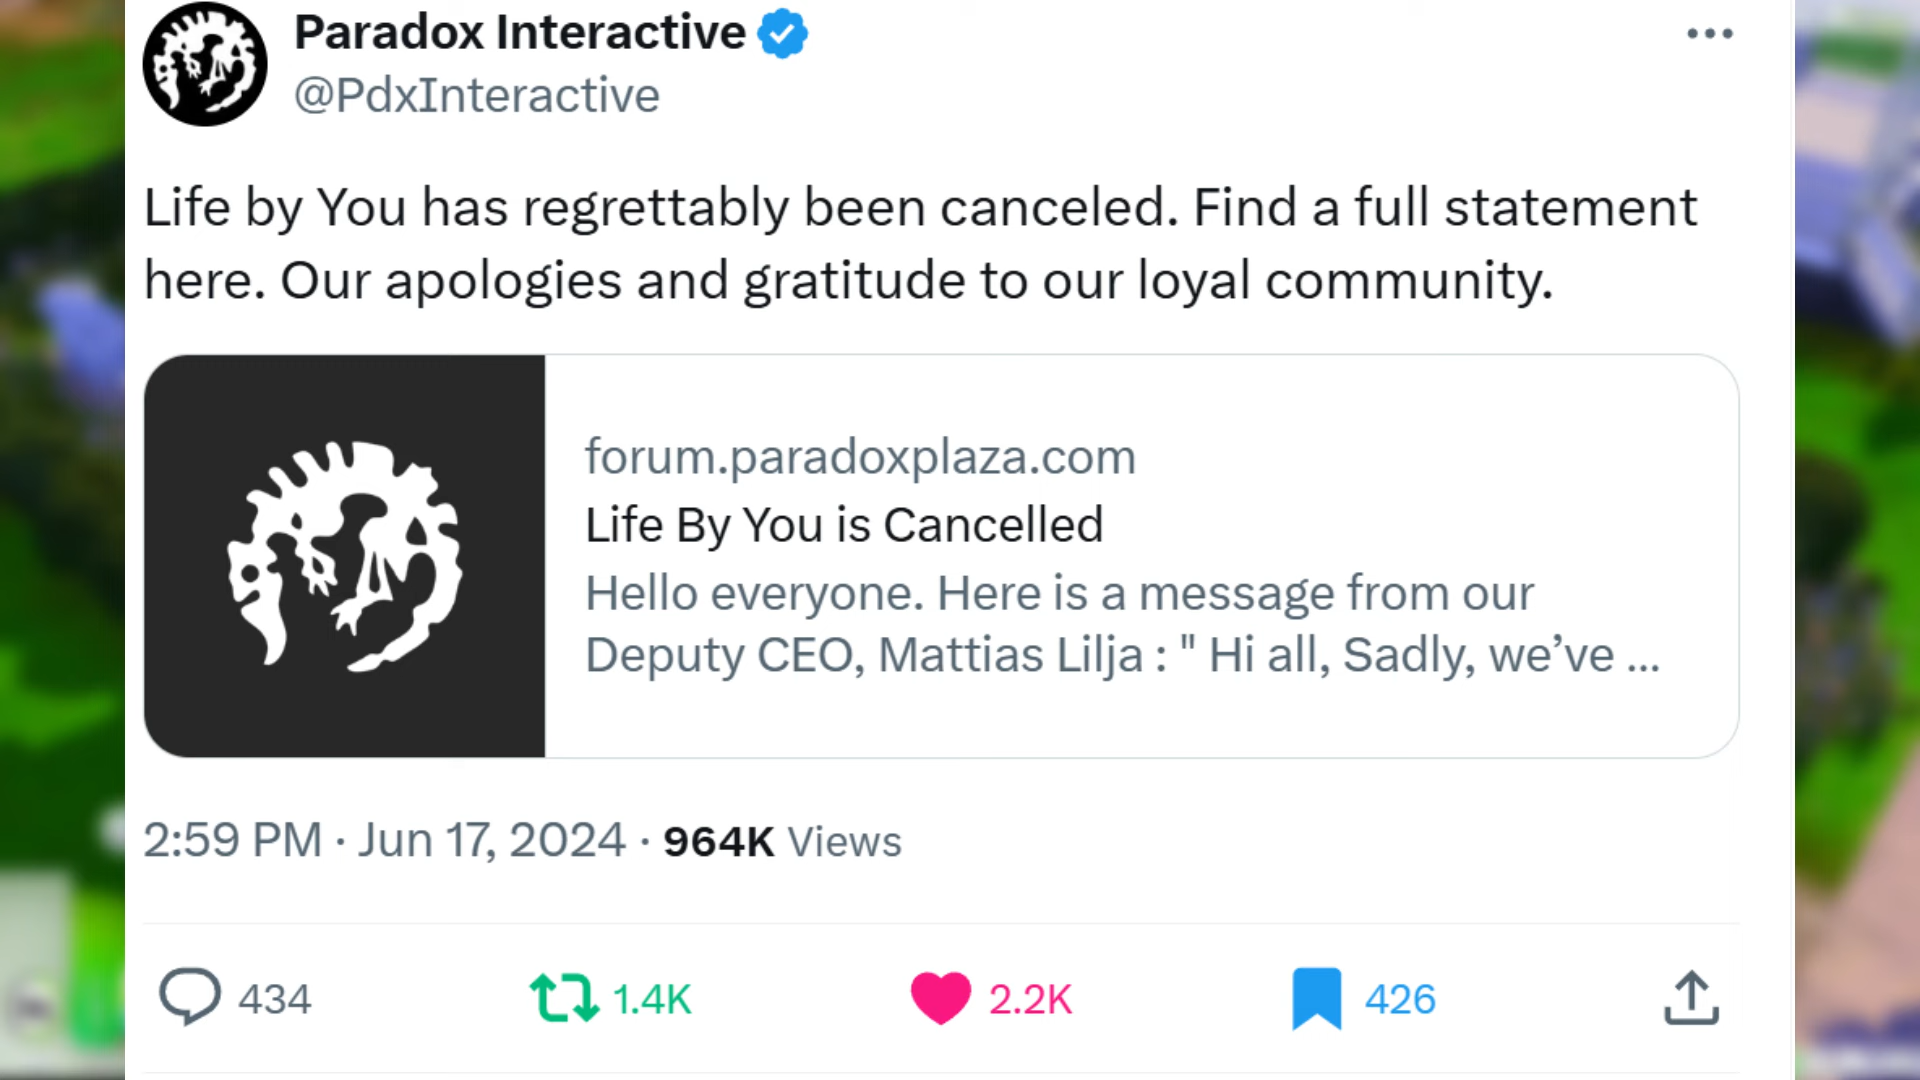 Paradox Interactive
@PdxInteractive
Life by You has regrettably been canceled. Find a full statement
here. Our apologies and gratitude to our loyal community.
forum.paradoxplaza.com
Life By You is Cancelled
Hello everyone. Here is a message from our
Deputy CEO, Mattias Lilja : " Hi all, Sadly, we’ve ...
2:59 PM · Jun 17, 2024 · 964K Views
434 1.4K 2.2K 426